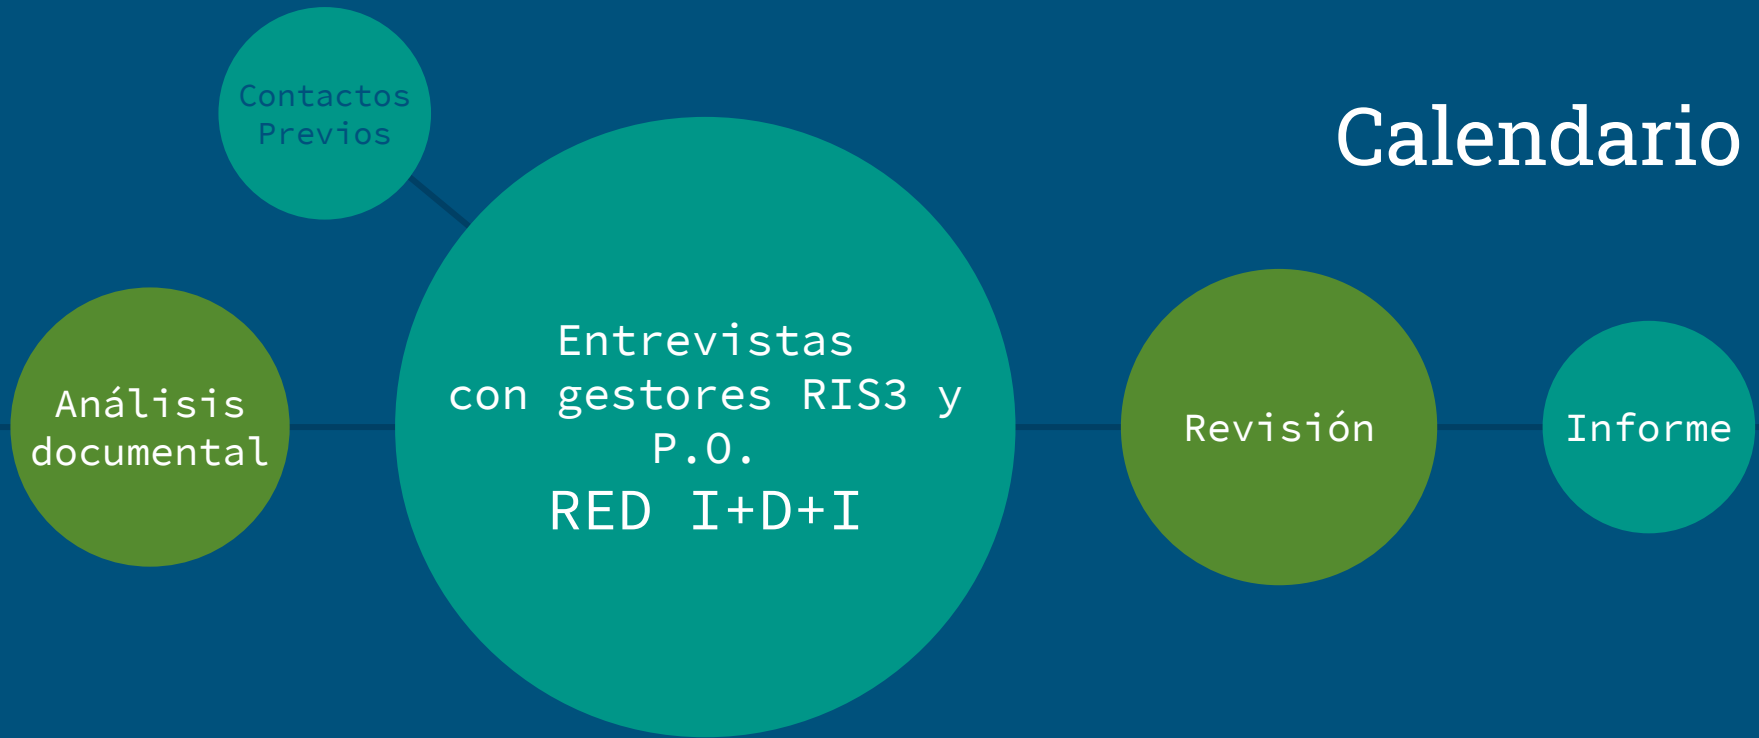 Calendario
Contactos
Previos
Análisis
documental
Entrevistas
con gestores RIS3 y
P.O.
RED I+D+I
Revisión
Informe